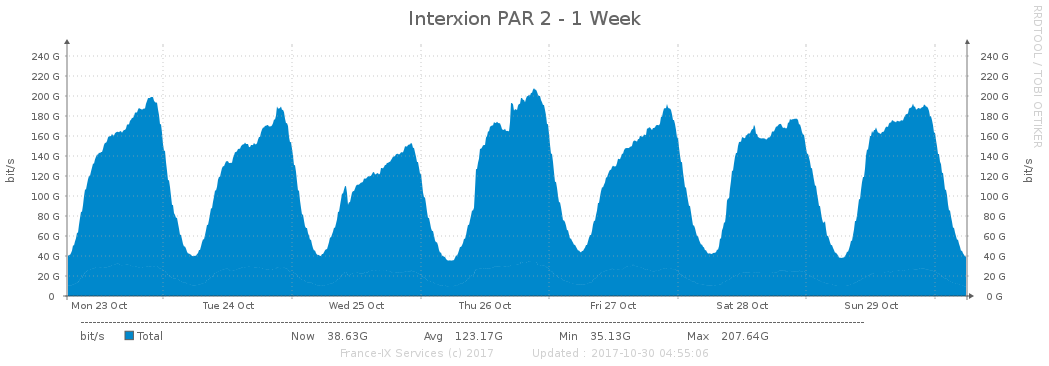 Interxion PAR 2 - 1 Week
RRDTOOL / TOBI OETIKER
240 G 240 G
220 G 220 G
200 G 200 G
180 G 180 G
160 G 160 G
140 G 140 G
120 G 120 G
100 G 100 G
80 G 80 G
60 G 60 G
40 G 40 G
20 G 20 G
0 0 G
bit/s bit/s
Mon 23 Oct Tue 24 Oct Wed 25 Oct Thu 26 Oct Fri 27 Oct Sat 28 Oct Sun 29 Oct
bit/s Total Now 38.63G Avg 123.17G Min 35.13G Max 207.64G
France-IX Services (c) 2017 Updated : 2017-10-30 04:55:06